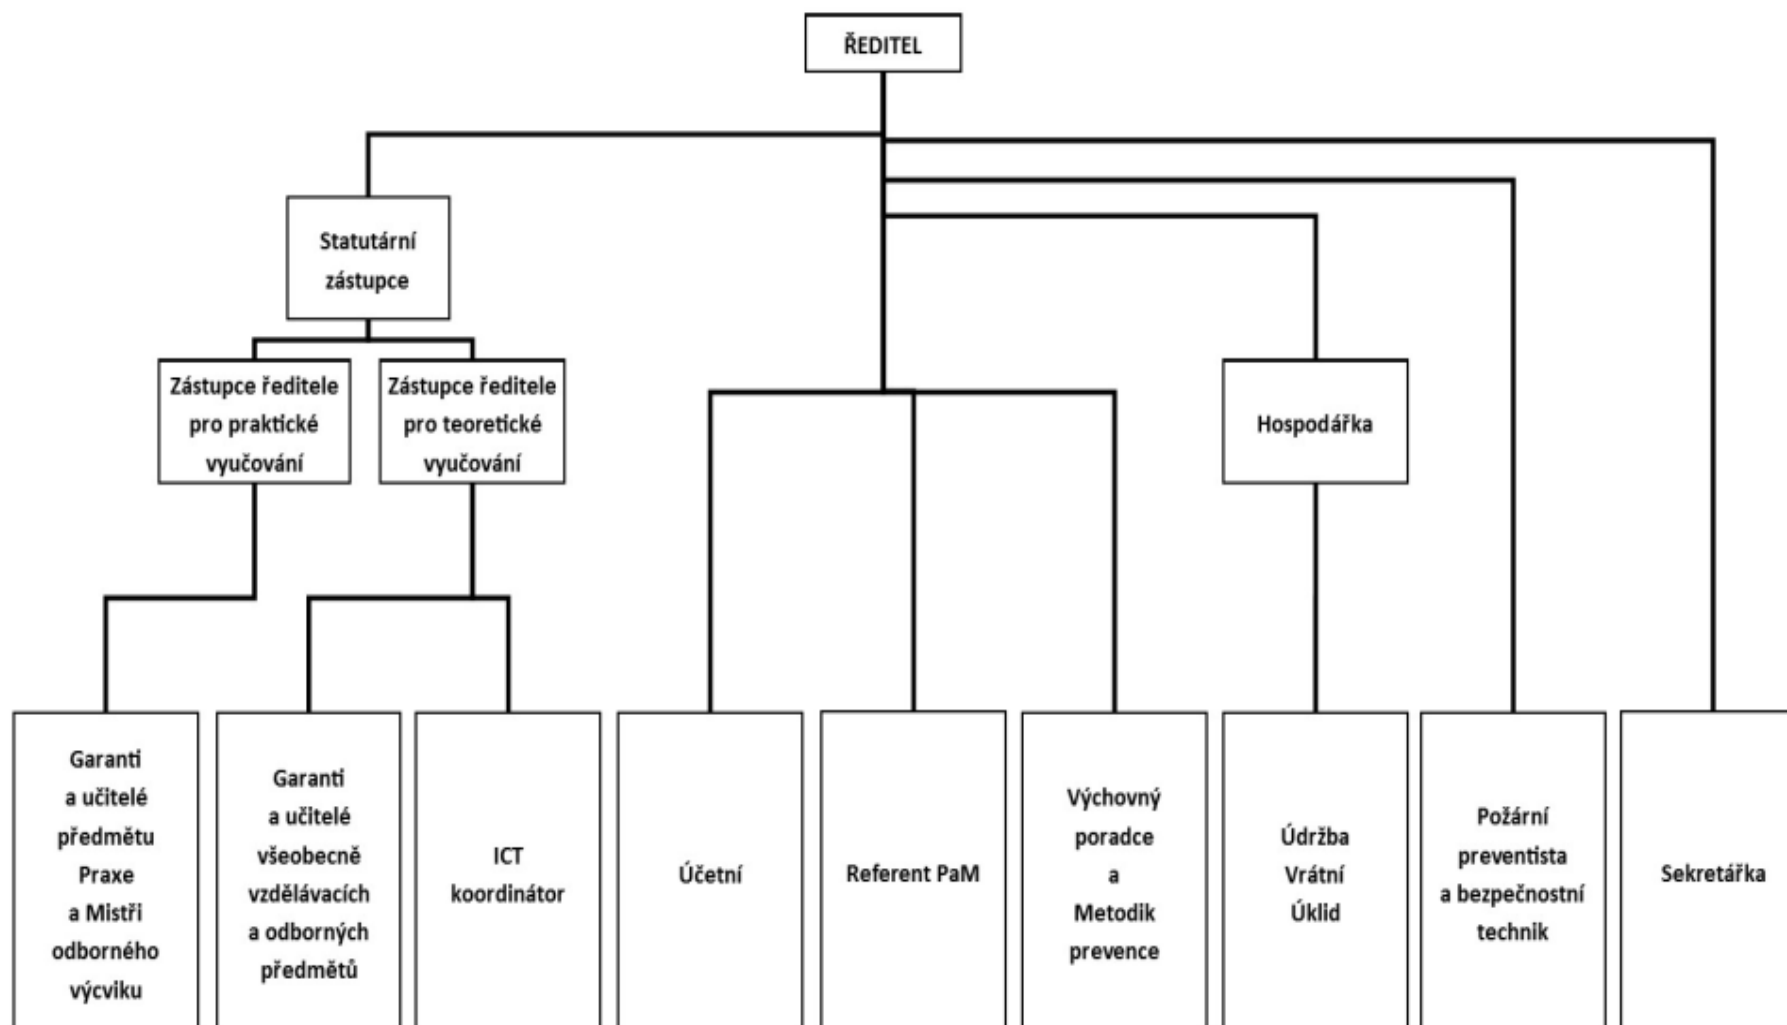 ŘEDITEL
Statutární
zástupce
Zástupce ředitele
pro praktické
vyučování
Zástupce ředitele
pro teoretické
vyučování
Hospodářka
Garanti
a učitelé
předmětu
Praxe
a Mistři
odborného
výcviku
Garanti
a učitelé
všeobecně
vzdělávacích
a odborných
předmětů
ICT
koordinátor
Účetní
Referent PaM
Výchovný
poradce
a
Metodik
prevence
Údržba
Vrátní
Úklid
Požární
preventista
a bezpečnostní
technik
Sekretářka